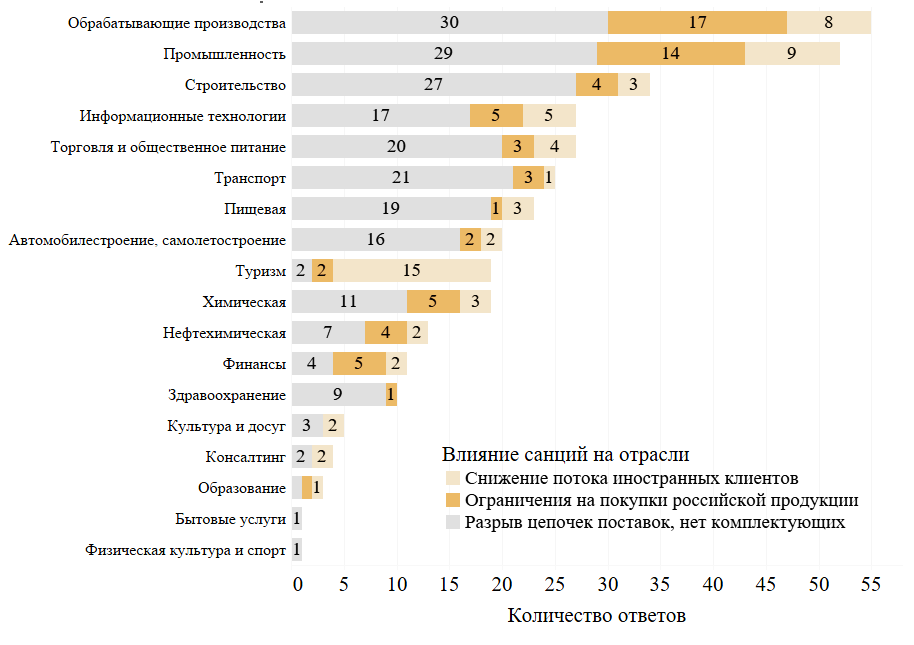 Обрабатывающие производства 30 17 8
Промышленность 29 14 9
Строительство 27 4 3
Информационные технологии 17 5 5
Торговля и общественное питание 20 3 4
Транспорт 21 3 1
Пищевая 19 1 3
Автомобилестроение, самолетостроение 16 2 2
Туризм 2 2 15
Химическая 11 5 3
Нефтехимическая 7 4 2
Финансы 4 5 2
Здравоохранение 9 1
Культура и досуг 3 2
Консалтинг 2 2
Образование 1
Бытовые услуги 1
Физическая культура и спорт 1
Влияние санций на отрасли
Снижение потока иностранных клиентов
Ограничения на покупки российской продукции
Разрыв цепочек поставок, нет комплектующих
0 5 10 15 20 25 30 35 40 45 50 55
Количество ответов